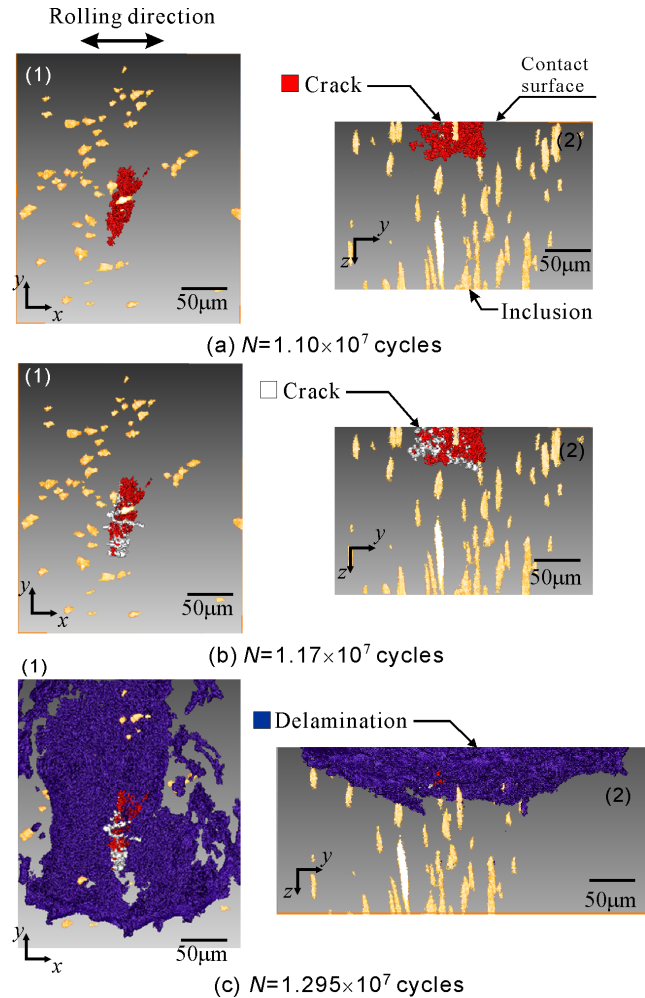 Rolling direction
(1)
Crack
Contact
surface
(2)
y
z
50μm
y
x
50μm
Inclusion
(a) N=1.10×10⁷ cycles
(1)
Crack
(2)
y
z
50μm
y
x
50μm
(b) N=1.17×10⁷ cycles
(1)
Delamination
(2)
y
z
50μm
y
x
50μm
(c) N=1.295×10⁷ cycles